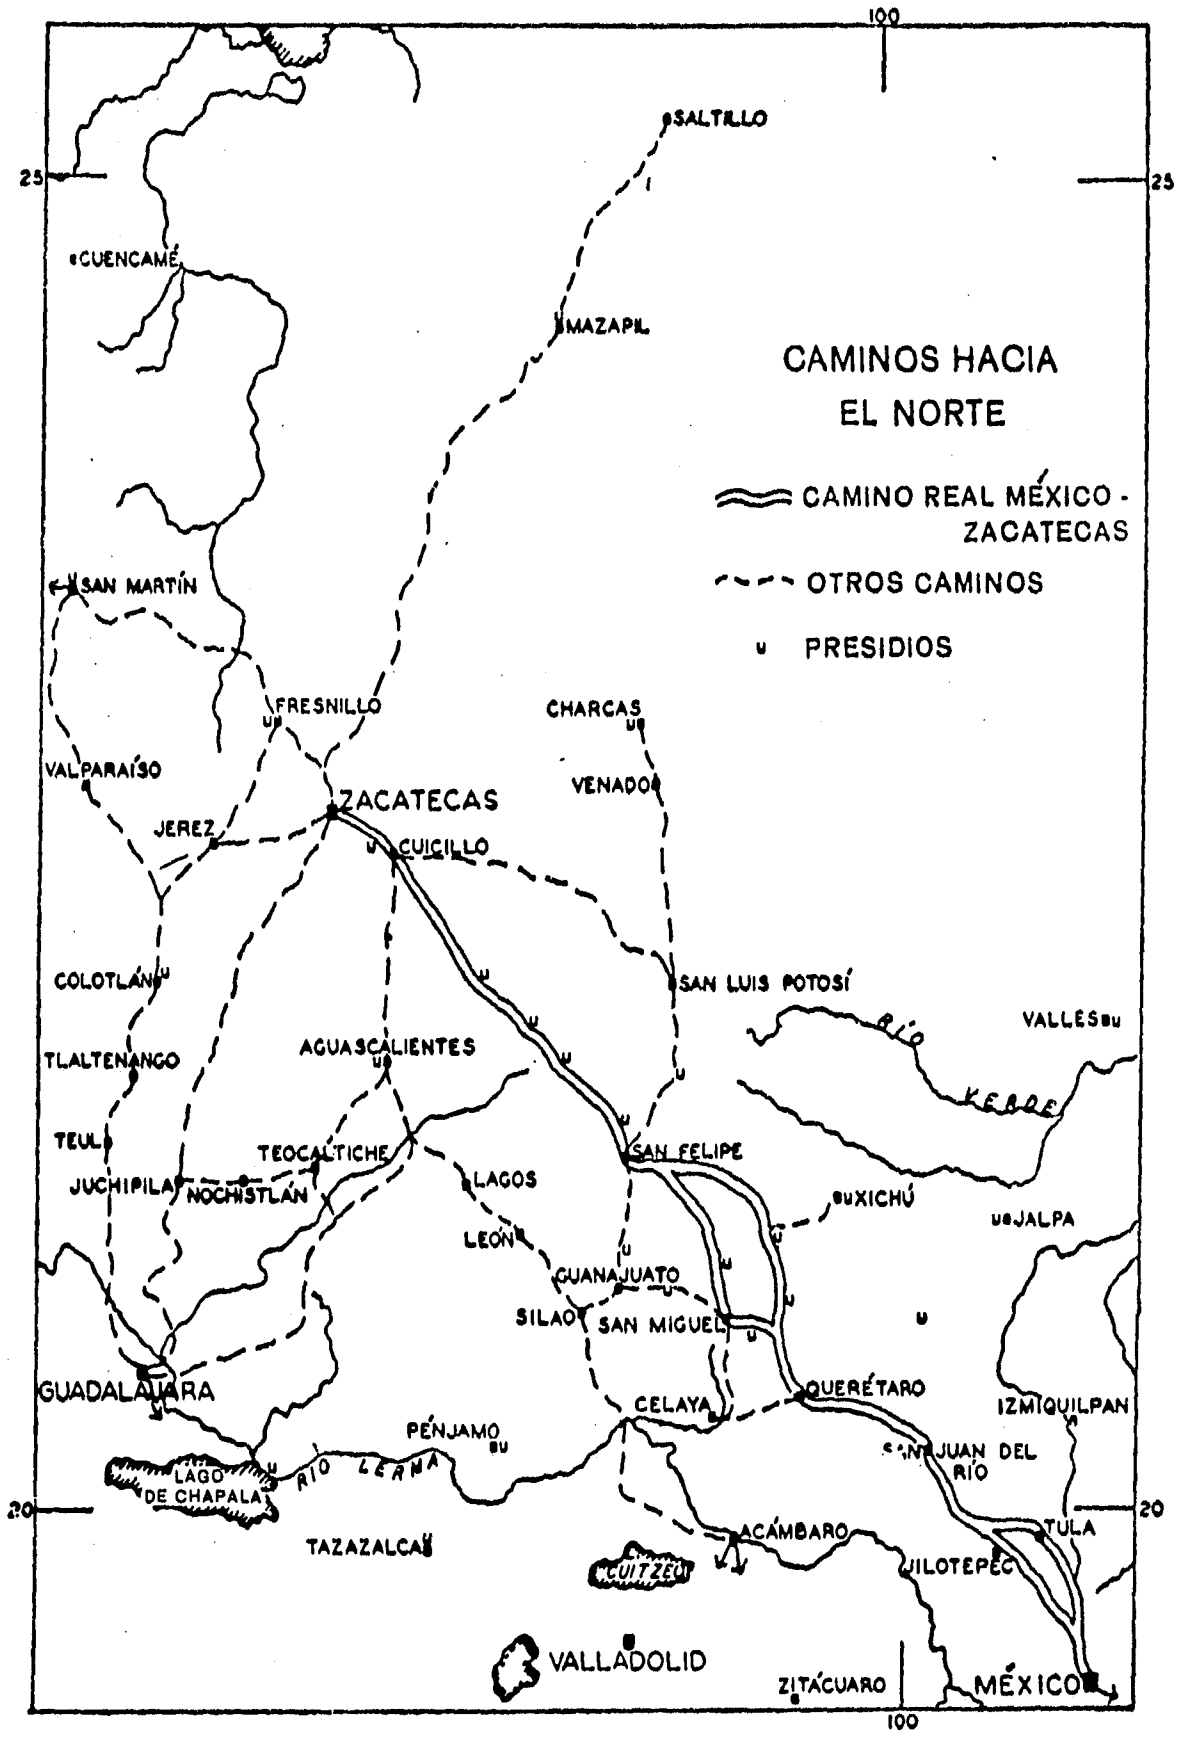 100
SALTILLO
25
25
CUENCAMÉ
MAZAPIL
CAMINOS HACIA
EL NORTE
CAMINO REAL MÉXICO -
ZACATECAS
SAN MARTÍN
OTROS CAMINOS
u PRESIDIOS
FRESNILLO
CHARCAS
VALPARAÍSO
VENADO
ZACATECAS
JEREZ
CUICILLO
COLOTLÁN
SAN LUIS POTOSÍ
RÍO
VERDE
VALLES
AGUASCALIENTES
TLALTENANGO
TEUL
TEOCALTICHE
SAN FELIPE
JUCHIPILA
NOCHISTLÁN
LAGOS
XICHÚ
JALPA
LEÓN
GUANAJUATO
SILAO
SAN MIGUEL
GUADALAJARA
QUERÉTARO
CELAYA
IZMIQUILPAN
PÉNJAMO
SAN JUAN DEL
RÍO
RÍO LERMA
LAGO
DE CHAPALA
20
20
TAZAZALCA
ACÁMBARO
TULA
CUITZEO
JILOTEPEC
VALLADOLID
ZITÁCUARO
MÉXICO
100